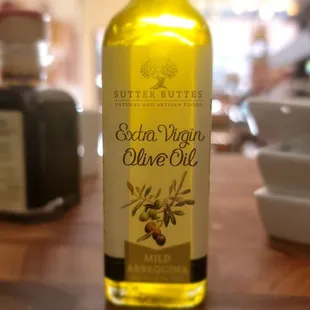 SUTTER BUTTES
NATURAL AND ARTISAN FOODS
Extra Virgin
Olive Oil
MILD
ARBEQUINA